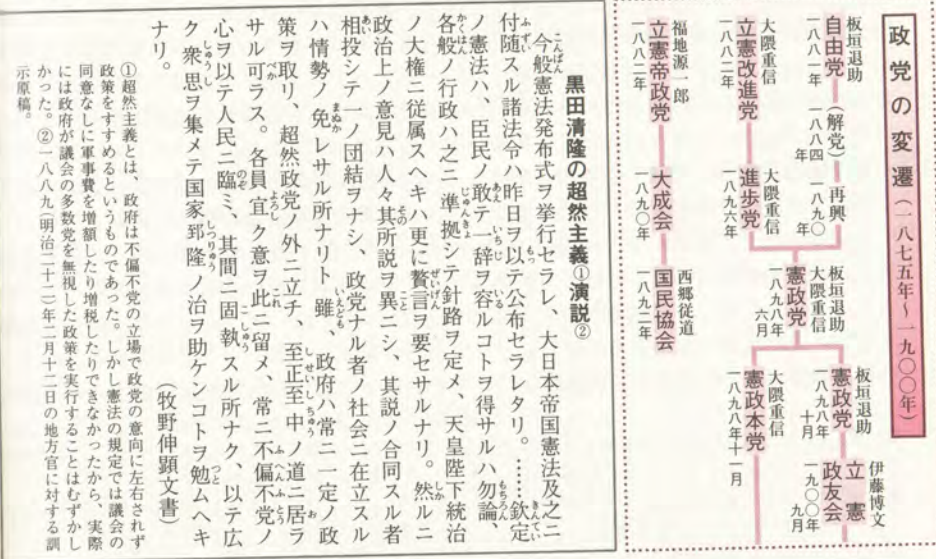 政党の変遷(一八七五年~一九〇〇年)
板垣退助
自由党
一八八一年
(解党)
一八八四年
再興
一八九〇年
大隈重信
立憲改進党
一八八二年
大隈重信
進歩党
一八九六年
板垣退助
大隈重信
憲政党
一八九八年
六月
板垣退助
憲政党
一八九八年
十月
伊藤博文
立憲
政友会
一九〇〇年
九月
大隈重信
憲政本党
一八九八年十一月
福地源一郎
立憲帝政党
一八八二年
大成会
一八九〇年
西郷従道
国民協会
一八九二年
黒田清隆の超然主義①演説②
今般憲法発布式ヲ挙行セラレ、大日本帝国憲法及之ニ
付随スル諸法令ハ昨日ヲ以テ公布セラレタリ。……欽定
ノ憲法ハ、臣民ノ敢テ一辞ヲ容ルコトヲ得サルハ勿論、
各般ノ行政ハ之ニ準拠シテ針路ヲ定メ、天皇陛下統治
ノ大権ニ従属スヘキハ更ニ贅言ヲ要セサルナリ。然ルニ
政治上ノ意見ハ人々其所説ヲ異ニシ、其説ノ合同スル者
相投シテ一ノ団結ヲナシ、政党ナル者ノ社会ニ在立スル
ハ情勢ノ免レサル所ナリト雖、政府ハ常ニ一定ノ政
策ヲ取リ、超然政党ノ外ニ立チ、至正至中ノ道ニ居ラ
サル可ラス。各員宜ク意ヲ此ニ留メ、常ニ不偏不党ノ
心ヲ以テ人民ニ臨ミ、其間ニ固執スル所ナク、以テ広
ク衆思ヲ集メテ国家郅隆ノ治ヲ助ケンコトヲ勉ムヘキ
ナリ。
(牧野伸顕文書)
①超然主義とは、政府は不偏不党の立場で政党の意向に左右されず
政策をすすめるというものであった。しかし憲法の規定では議会の
同意なしに軍事費を増額したり増税したりできなかったから、実際
には政府が議会の多数党を無視した政策を実行することはむずかし
かった。②一八八九(明治二十二)年二月十二日の地方官に対する訓
示原稿。